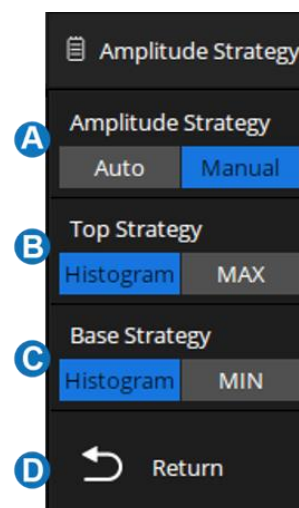 Amplitude Strategy
A
Amplitude Strategy
Auto Manual
B
Top Strategy
Histogram MAX
C
Base Strategy
Histogram MIN
D
Return